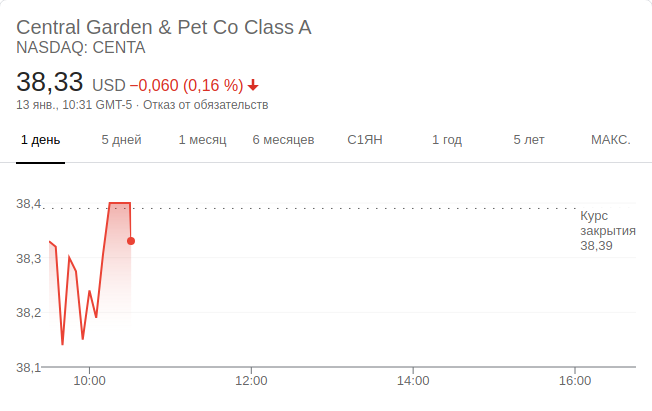 Central Garden & Pet Co Class A
NASDAQ: CENTA
38,33 USD −0,060 (0,16 %)
13 янв., 10:31 GMT-5 · Отказ от обязательств
1 день 5 дней 1 месяц 6 месяцев С1ЯН 1 год 5 лет МАКС.
38,4
Курс
закрытия
38,39
38,3
38,2
38,1
10:00 12:00 14:00 16:00